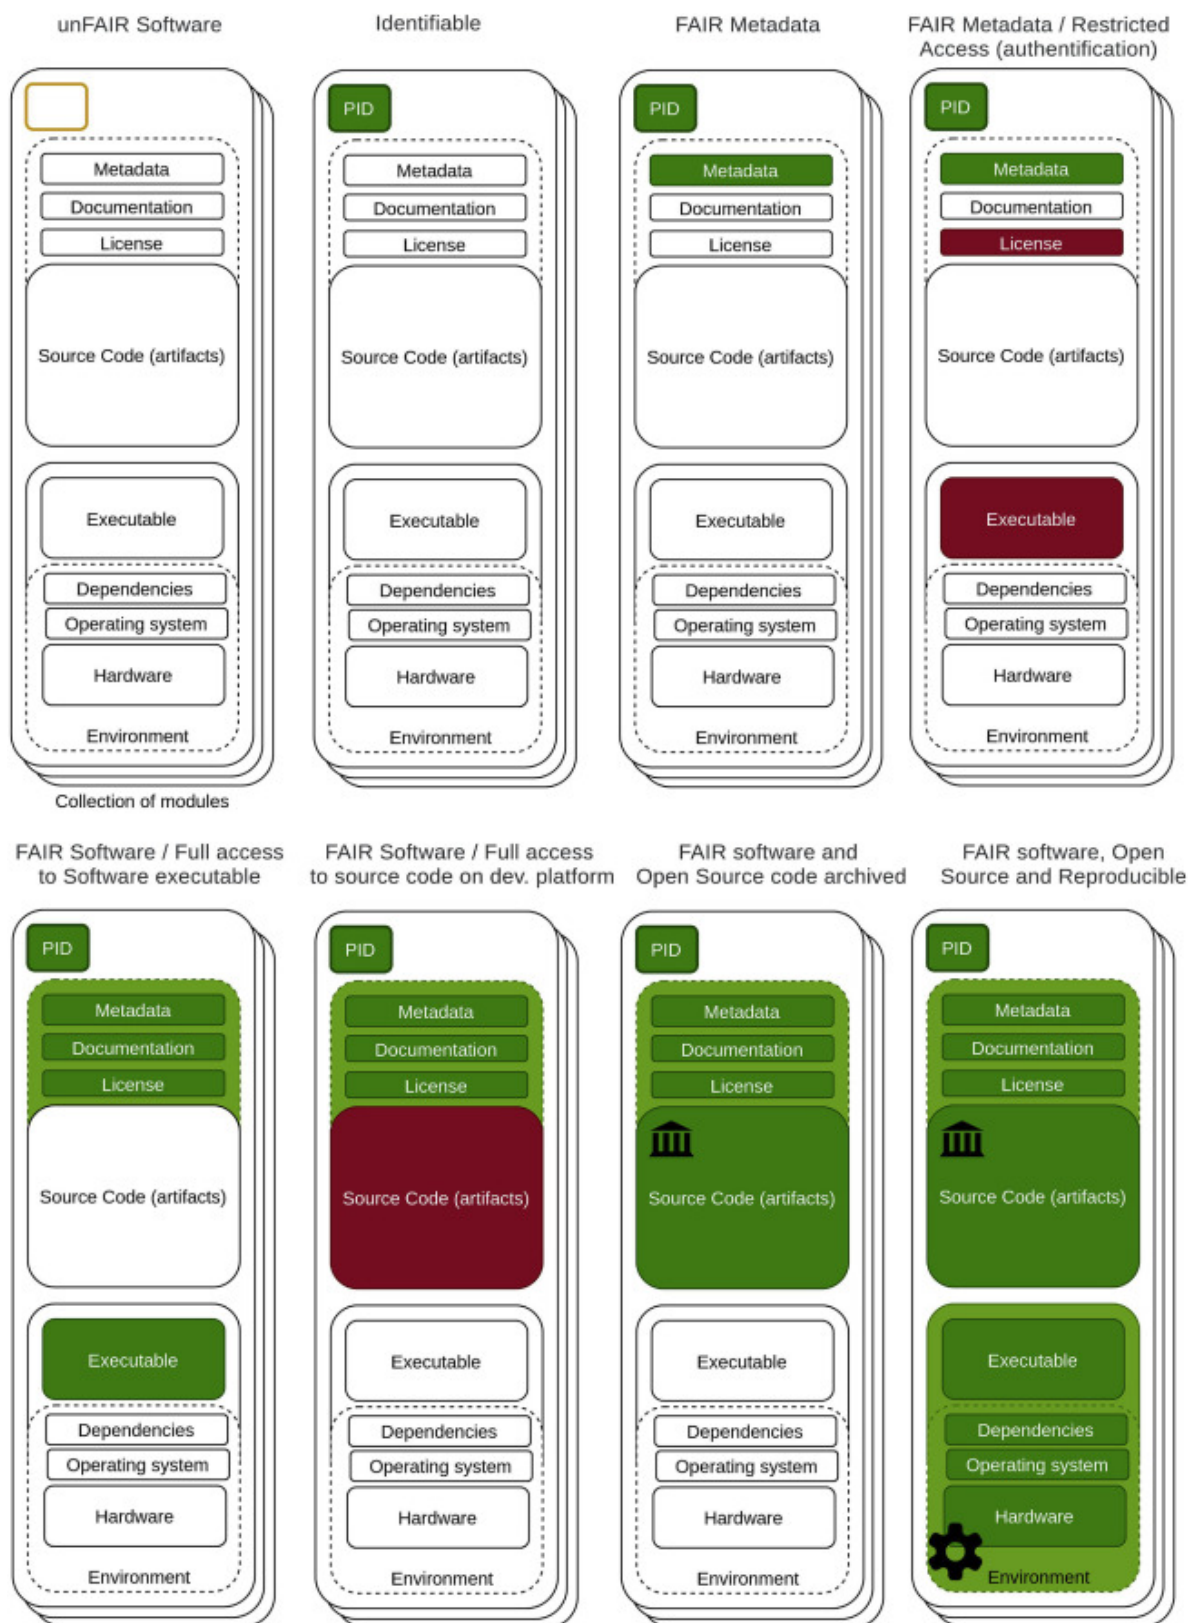 unFAIR Software
Metadata
Documentation
License
Source Code (artifacts)
Executable
Dependencies
Operating system
Hardware
Environment
Collection of modules
Identifiable
PID
Metadata
Documentation
License
Source Code (artifacts)
Executable
Dependencies
Operating system
Hardware
Environment
FAIR Metadata
PID
Metadata
Documentation
License
Source Code (artifacts)
Executable
Dependencies
Operating system
Hardware
Environment
FAIR Metadata / Restricted
Access (authentification)
PID
Metadata
Documentation
License
Source Code (artifacts)
Executable
Dependencies
Operating system
Hardware
Environment
FAIR Software / Full access
to Software executable
PID
Metadata
Documentation
License
Source Code (artifacts)
Executable
Dependencies
Operating system
Hardware
Environment
FAIR Software / Full access
to source code on dev. platform
PID
Metadata
Documentation
License
Source Code (artifacts)
Executable
Dependencies
Operating system
Hardware
Environment
FAIR software and
Open Source code archived
PID
Metadata
Documentation
License
Source Code (artifacts)
Executable
Dependencies
Operating system
Hardware
Environment
FAIR software, Open
Source and Reproducible
PID
Metadata
Documentation
License
Source Code (artifacts)
Executable
Dependencies
Operating system
Hardware
Environment